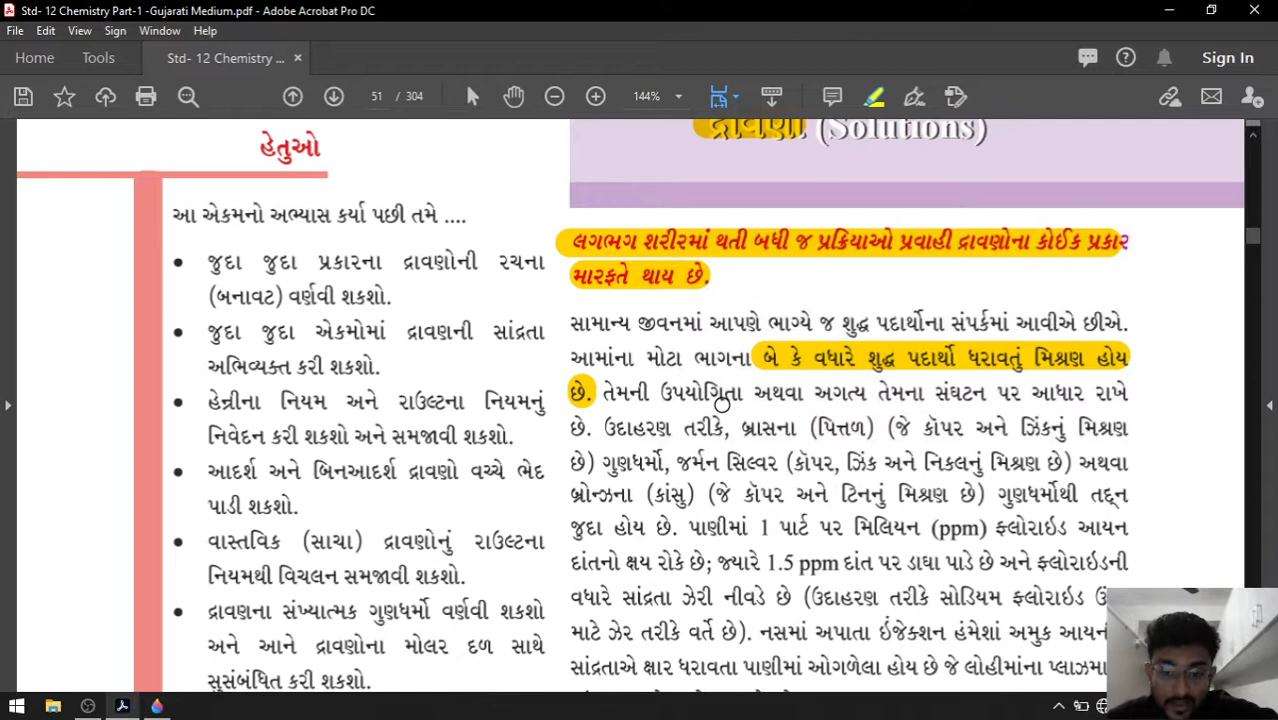 Std- 12 Chemistry Part-1 -Gujarati Medium.pdf - Adobe Acrobat Pro DC
File Edit View Sign Window Help
Home Tools Std- 12 Chemistry ... × Sign In
51 / 304 144%
હેતુઓ
આ એકમનો અભ્યાસ કર્યા પછી તમે ....
• જુદા જુદા પ્રકારના દ્રાવણોની રચના
(બનાવટ) વર્ણવી શકશો.
• જુદા જુદા એકમોમાં દ્રાવણની સાંદ્રતા
અભિવ્યક્ત કરી શકશો.
• હેન્રીના નિયમ અને રાઉલ્ટના નિયમનું
નિવેદન કરી શકશો અને સમજાવી શકશો.
• આદર્શ અને બિનઆદર્શ દ્રાવણો વચ્ચે ભેદ
પાડી શકશો.
• વાસ્તવિક (સાચા) દ્રાવણોનું રાઉલ્ટના
નિયમથી વિચલન સમજાવી શકશો.
• દ્રાવણના સંખ્યાત્મક ગુણધર્મો વર્ણવી શકશો
અને આને દ્રાવણોના મોલર દળ સાથે
સુસંબંધિત કરી શકશો.
દ્રાવણો (Solutions)
લગભગ શરીરમાં થતી બધી જ પ્રક્રિયાઓ પ્રવાહી દ્રાવણોના કોઈક પ્રકાર
મારફતે થાય છે.
સામાન્ય જીવનમાં આપણે ભાગ્યે જ શુદ્ધ પદાર્થોના સંપર્કમાં આવીએ છીએ.
આમાંના મોટા ભાગના બે કે વધારે શુદ્ધ પદાર્થો ધરાવતું મિશ્રણ હોય
છે. તેમની ઉપયોગિતા અથવા અગત્ય તેમના સંઘટન પર આધાર રાખે
છે. ઉદાહરણ તરીકે, બ્રાસના (પિત્તળ) (જે કૉપર અને ઝિંકનું મિશ્રણ
છે) ગુણધર્મો, જર્મન સિલ્વર (કૉપર, ઝિંક અને નિકલનું મિશ્રણ છે) અથવા
બ્રોન્ઝના (કાંસુ) (જે કૉપર અને ટિનનું મિશ્રણ છે) ગુણધર્મોથી તદ્દન
જુદા હોય છે. પાણીમાં 1 પાર્ટ પર મિલિયન (ppm) ફ્લોરાઇડ આયન
દાંતનો ક્ષય રોકે છે; જ્યારે 1.5 ppm દાંત પર ડાઘા પાડે છે અને ફ્લોરાઇડની
વધારે સાંદ્રતા ઝેરી નીવડે છે (ઉદાહરણ તરીકે સોડિયમ ફ્લોરાઇડ
માટે ઝેર તરીકે વર્તે છે). નસમાં અપાતા ઇંજેક્શન હંમેશાં અમુક
સાંદ્રતાએ ક્ષાર ધરાવતા પાણીમાં ઓગળેલા હોય છે જે લોહીમાંના